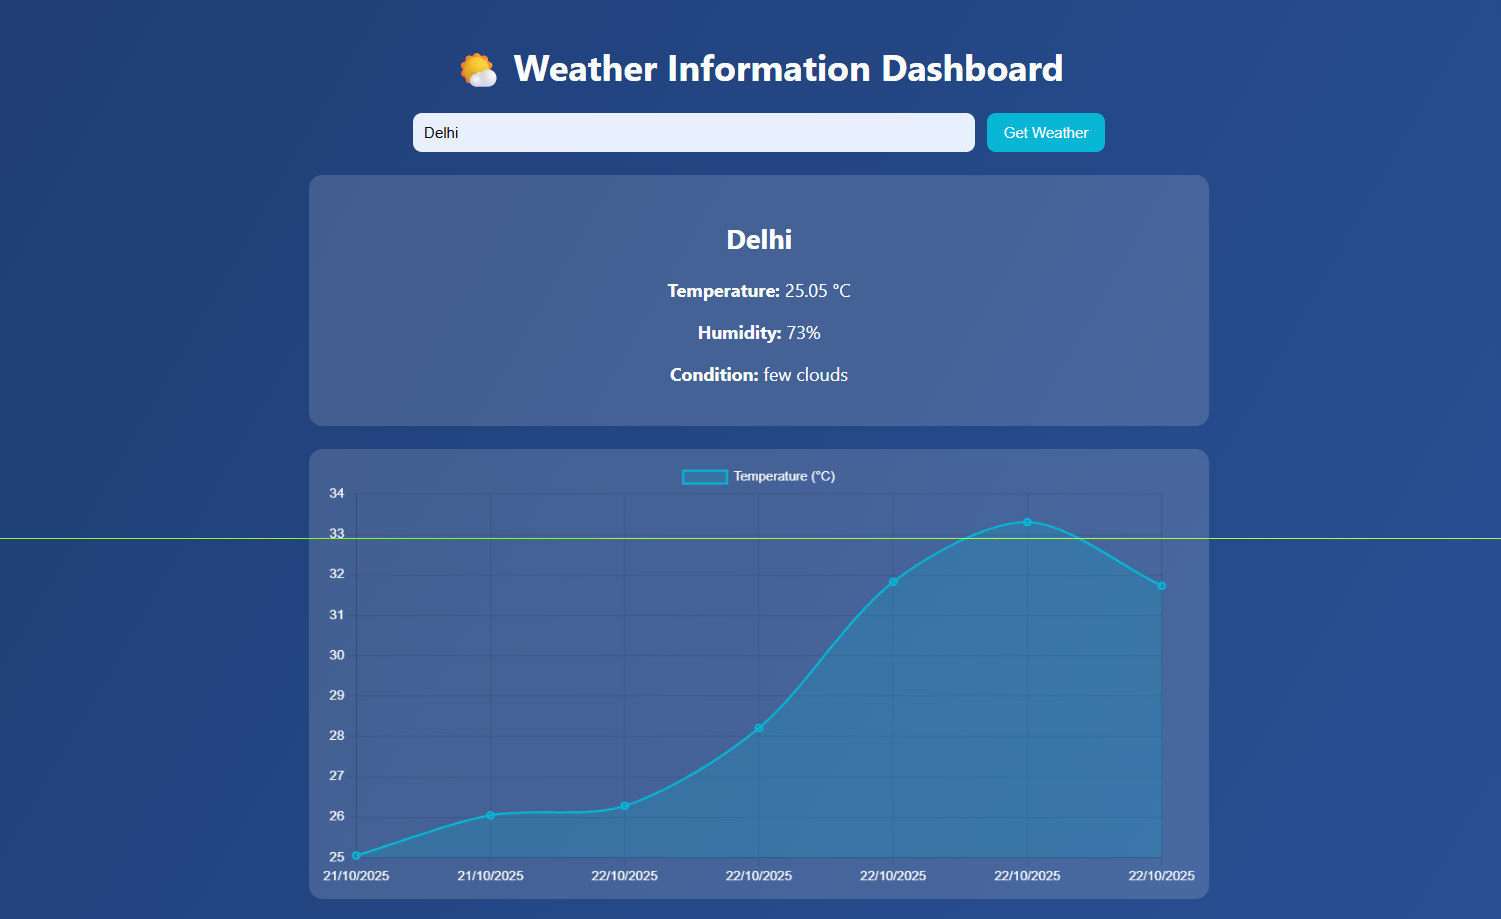 Weather Information Dashboard
Delhi
Get Weather
Delhi
Temperature: 25.05 °C
Humidity: 73%
Condition: few clouds
Temperature (°C)
34
33
32
31
30
29
28
27
26
25
21/10/2025 21/10/2025 22/10/2025 22/10/2025 22/10/2025 22/10/2025 22/10/2025